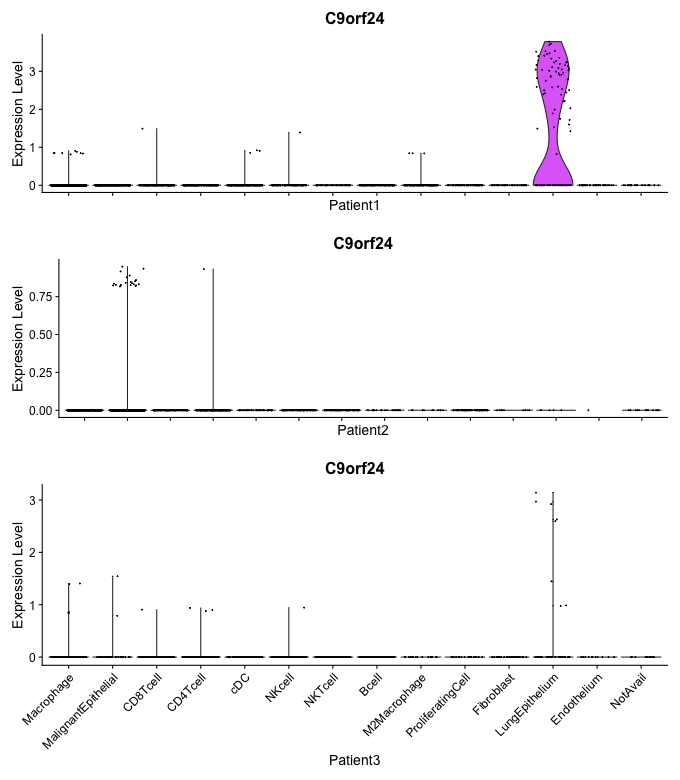 C9orf24
Expression Level
3
2
1
0
Patient1
C9orf24
Expression Level
0.75
0.50
0.25
0.00
Patient2
C9orf24
Expression Level
3
2
1
0
Macrophage
MalignantEpithelial
CD8Tcell
CD4Tcell
cDC
NKcell
NKTcell
Bcell
M2Macrophage
ProliferatingCell
Fibroblast
LungEpithelium
Endothelium
NotAvail
Patient3